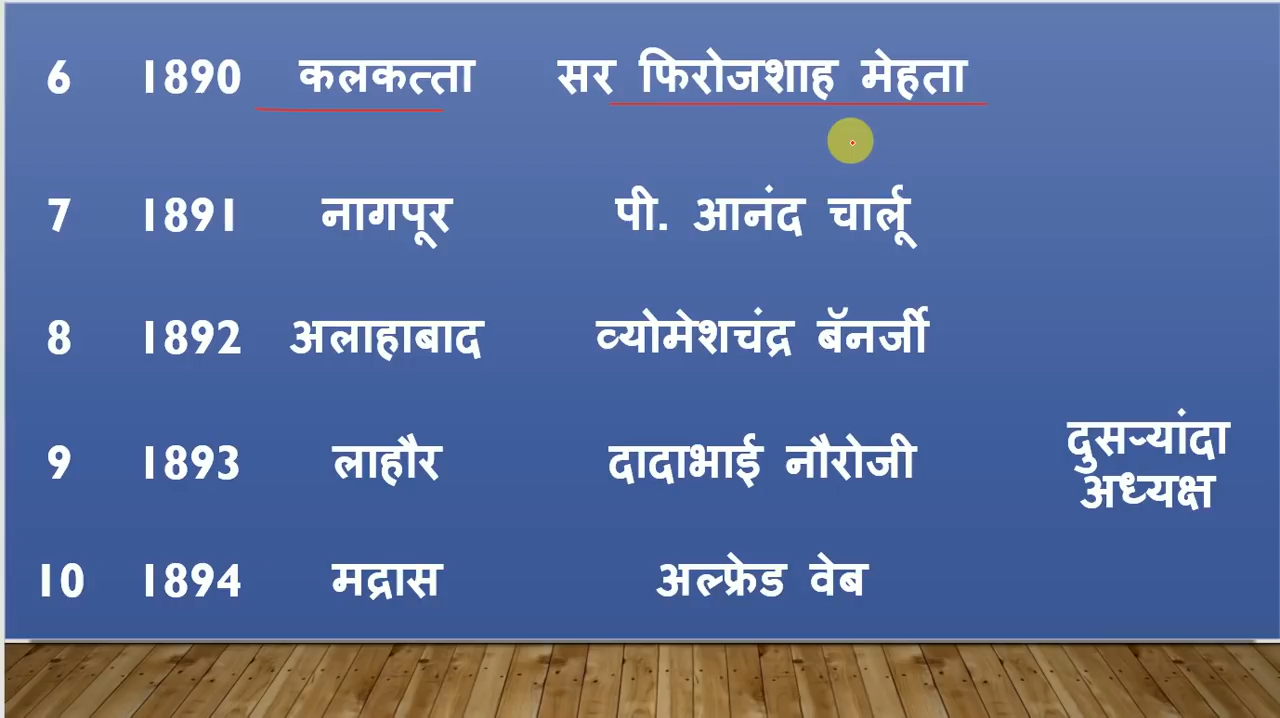 6 1890 कलकत्ता सर फिरोजशाह मेहता
7 1891 नागपूर पी. आनंद चार्लू
8 1892 अलाहाबाद व्योमेशचंद्र बॅनर्जी
9 1893 लाहौर दादाभाई नौरोजी दुसऱ्यांदा
अध्यक्ष
10 1894 मद्रास अल्फ्रेड वेब